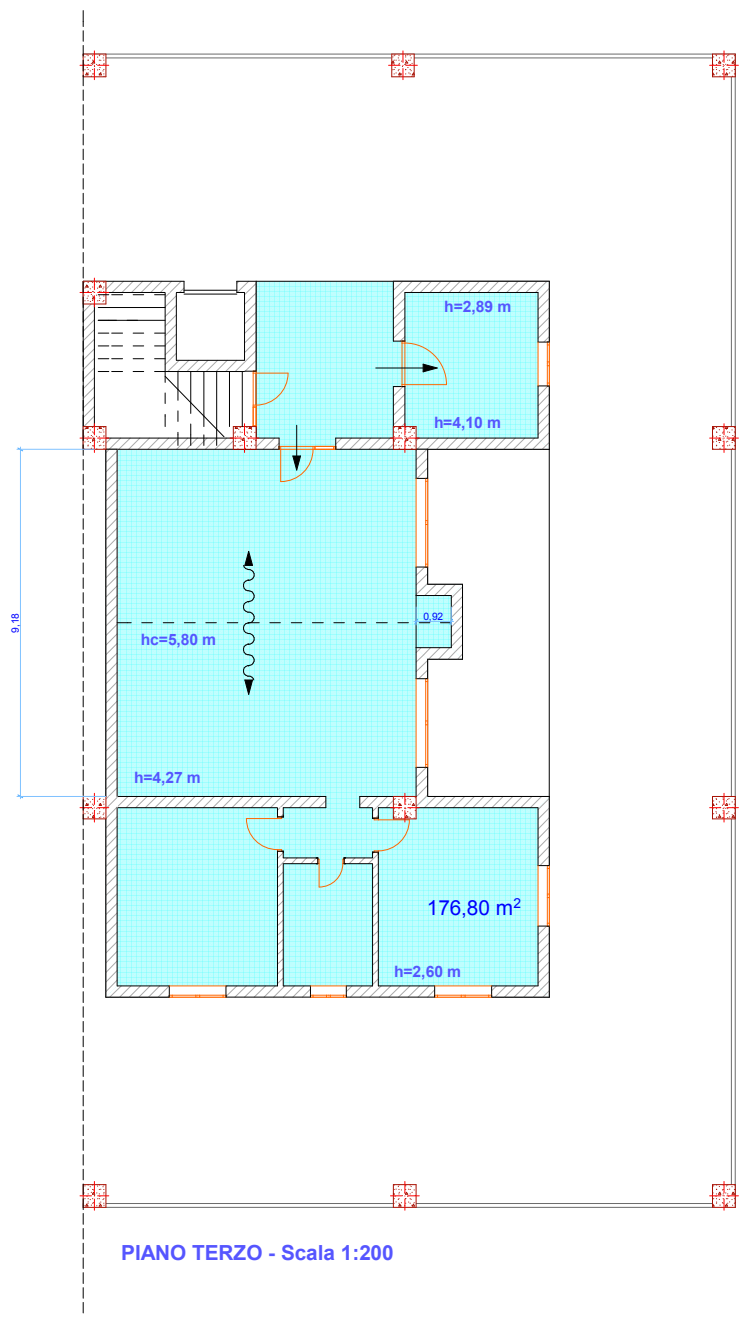 h=2,89 m
h=4,10 m
9,18
0,92
hc=5,80 m
h=4,27 m
176,80 m²
h=2,60 m
PIANO TERZO - Scala 1:200